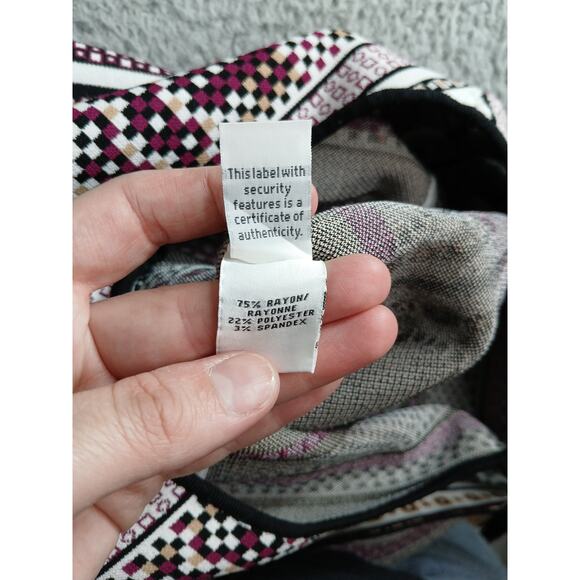 This label with
security
features is a
certificate of
authenticity.
75% RAYON/
RAYONNE
22% POLYESTER
3% SPANDEX